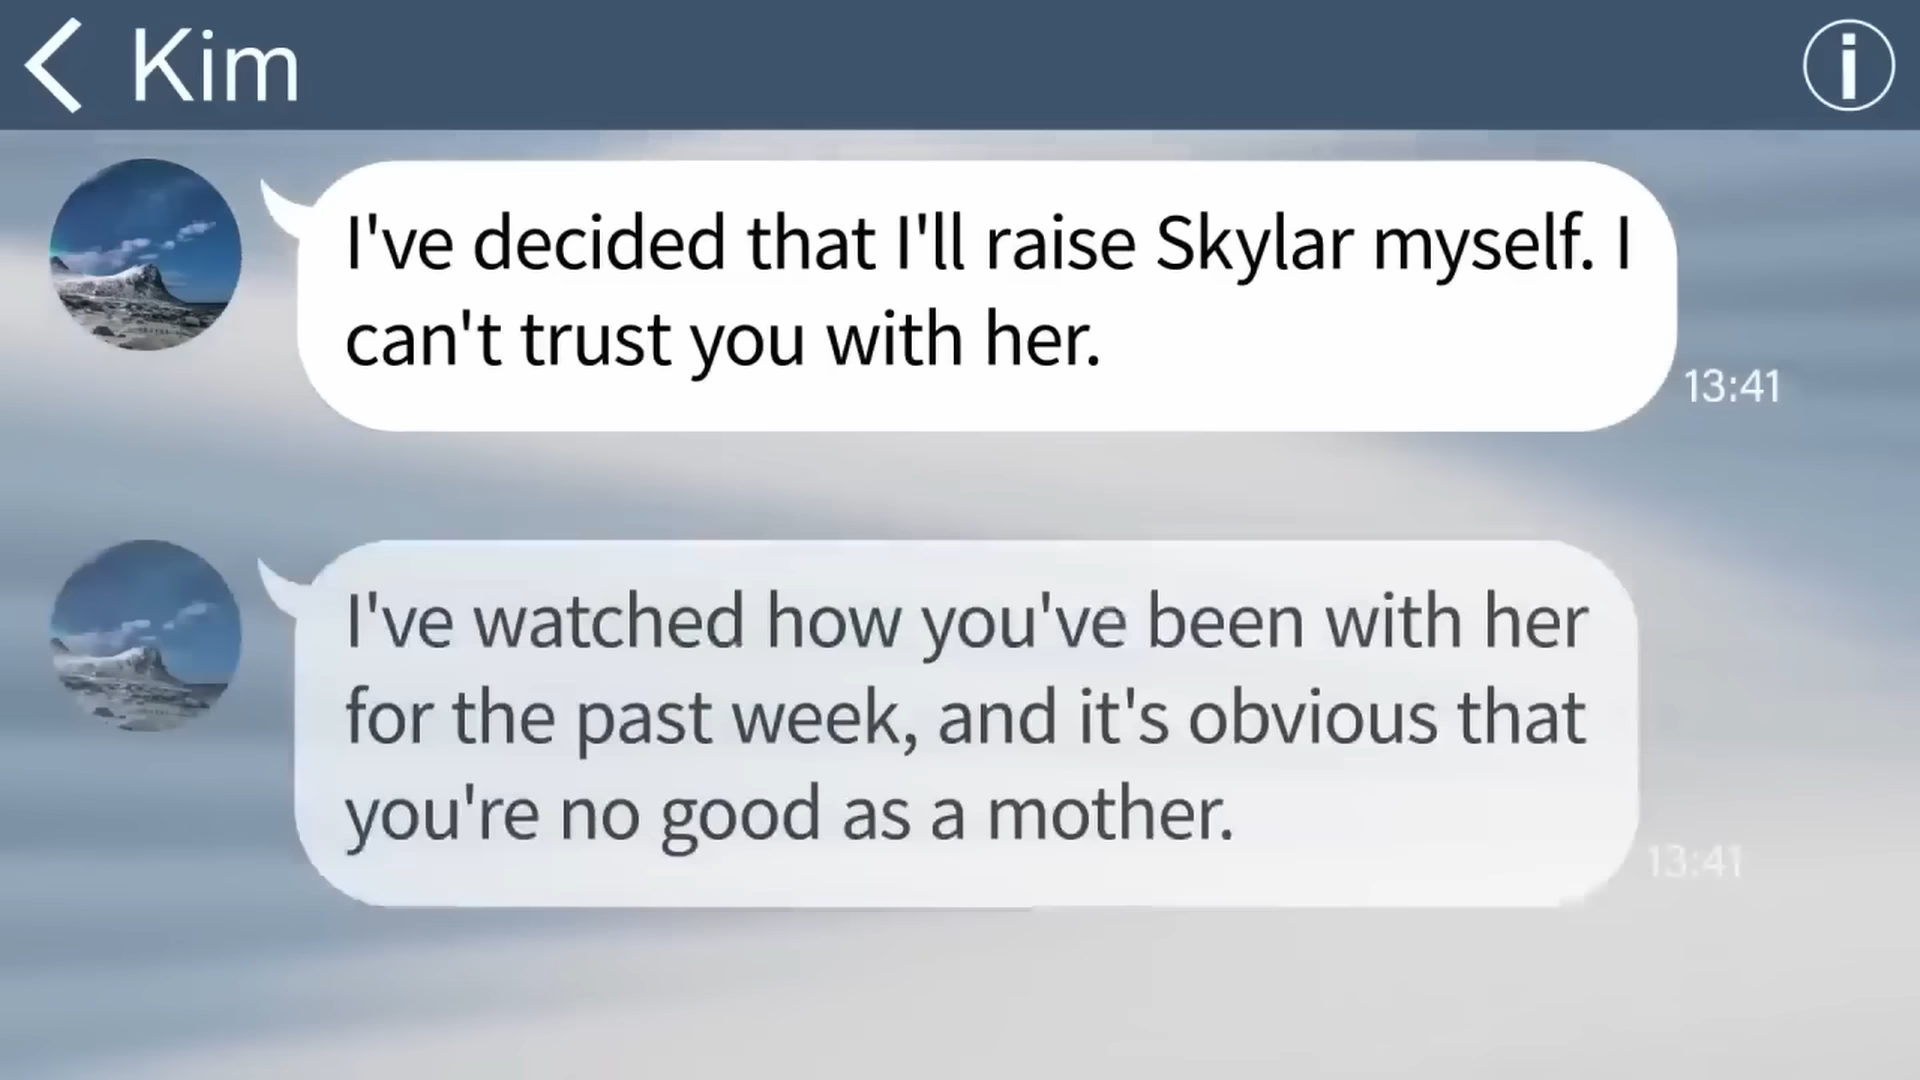 Kim
I've decided that I'll raise Skylar myself. I
can't trust you with her.
13:41
I've watched how you've been with her
for the past week, and it's obvious that
you're no good as a mother.
13:41